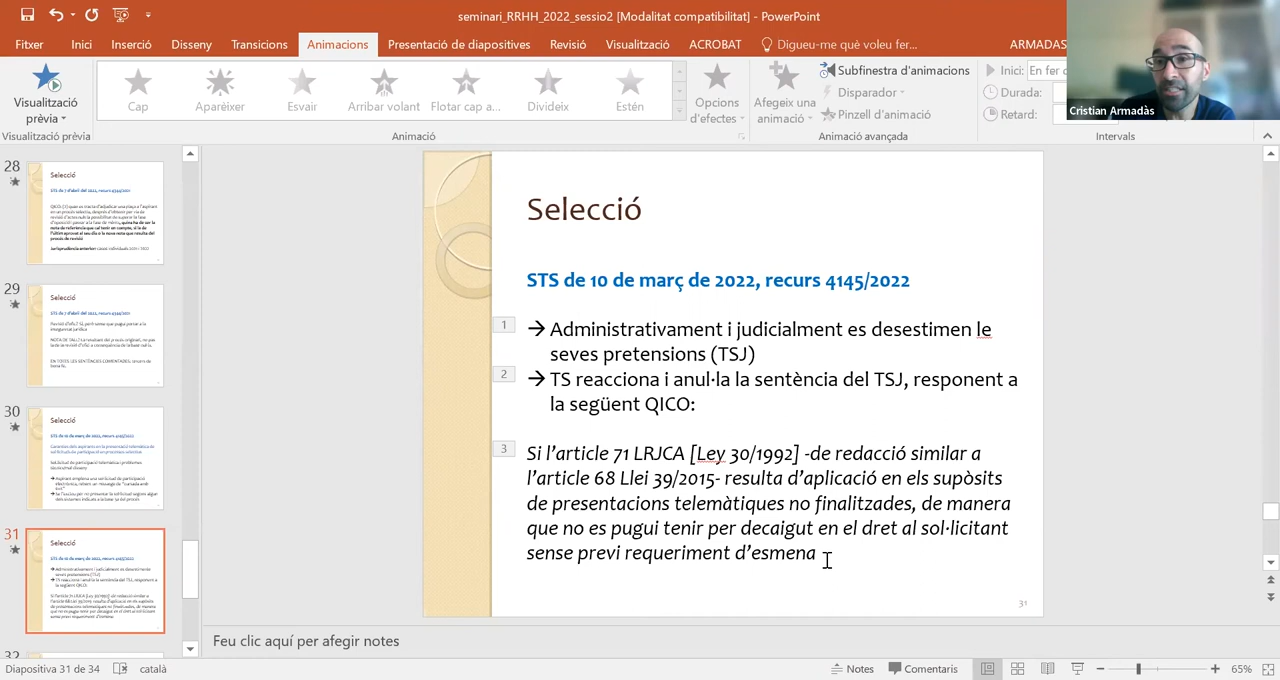 seminari_RRHH_2022_sessio2 [Modalitat compatibilitat] - PowerPoint
Fitxer Inici Inserció Disseny Transicions Animacions Presentació de diapositives Revisió Visualització ACROBAT Digueu-me què voleu fer... ARMADAS
Visualització prèvia
Visualització prèvia
Cap Aparèixer Esvair Arribar volant Flotar cap a... Divideix Estén
Animació
Opcions d'efectes
Afegeix una animació
Subfinestra d'animacions
Disparador
Pinzell d'animació
Animació avançada
Inici: En fer c
Durada:
Retard:
Intervals
Cristian Armadàs
28
Selecció
29
Selecció
30
Selecció
31
Selecció
32
Selecció
STS de 10 de març de 2022, recurs 4145/2022
1
→ Administrativament i judicialment es desestimen le
seves pretensions (TSJ)
2
→ TS reacciona i anul·la la sentència del TSJ, responent a
la següent QICO:
3
Si l'article 71 LRJCA [Ley 30/1992] -de redacció similar a
l'article 68 Llei 39/2015- resulta d'aplicació en els supòsits
de presentacions telemàtiques no finalitzades, de manera
que no es pugui tenir per decaigut en el dret al sol·licitant
sense previ requeriment d'esmena
31
Feu clic aquí per afegir notes
Diapositiva 31 de 34 català Notes Comentaris 65%